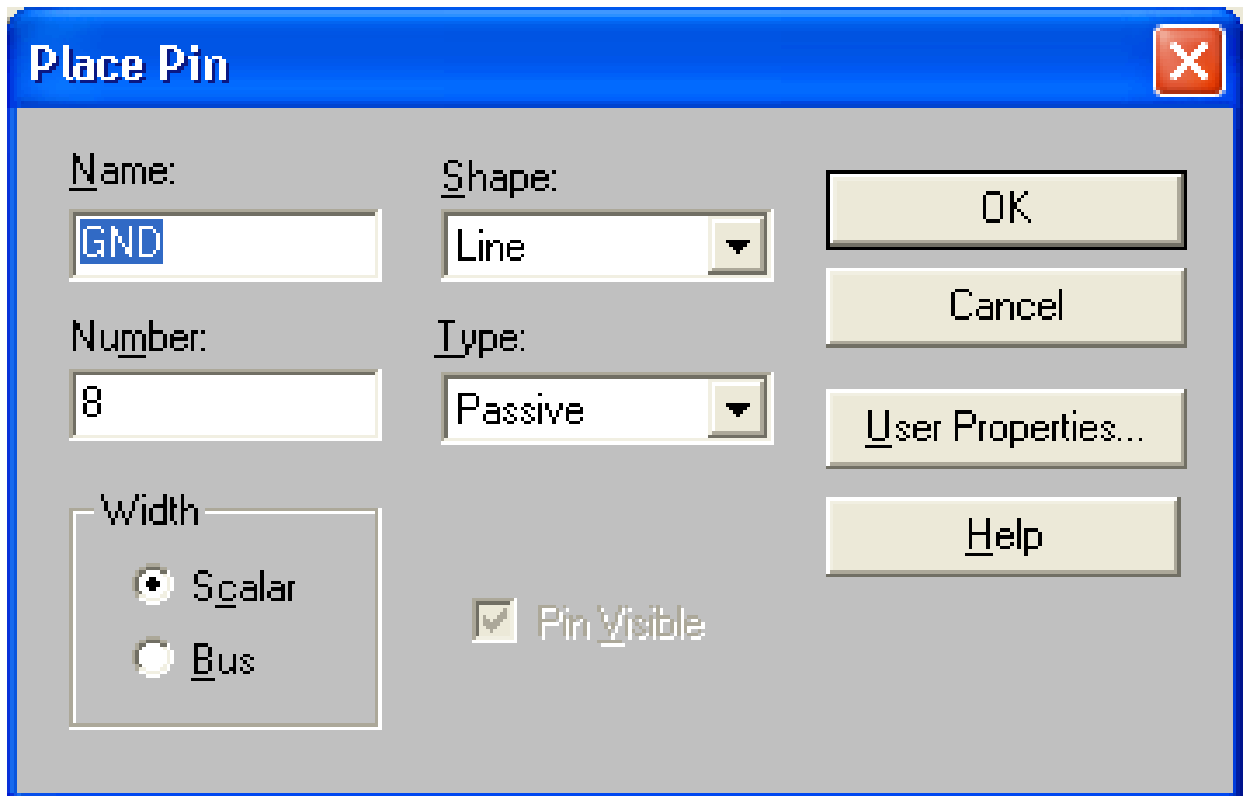 Place Pin
Name:
GND
Number:
8
Width
Scalar
Bus
Shape:
Line
Type:
Passive
Pin Visible
OK
Cancel
User Properties...
Help